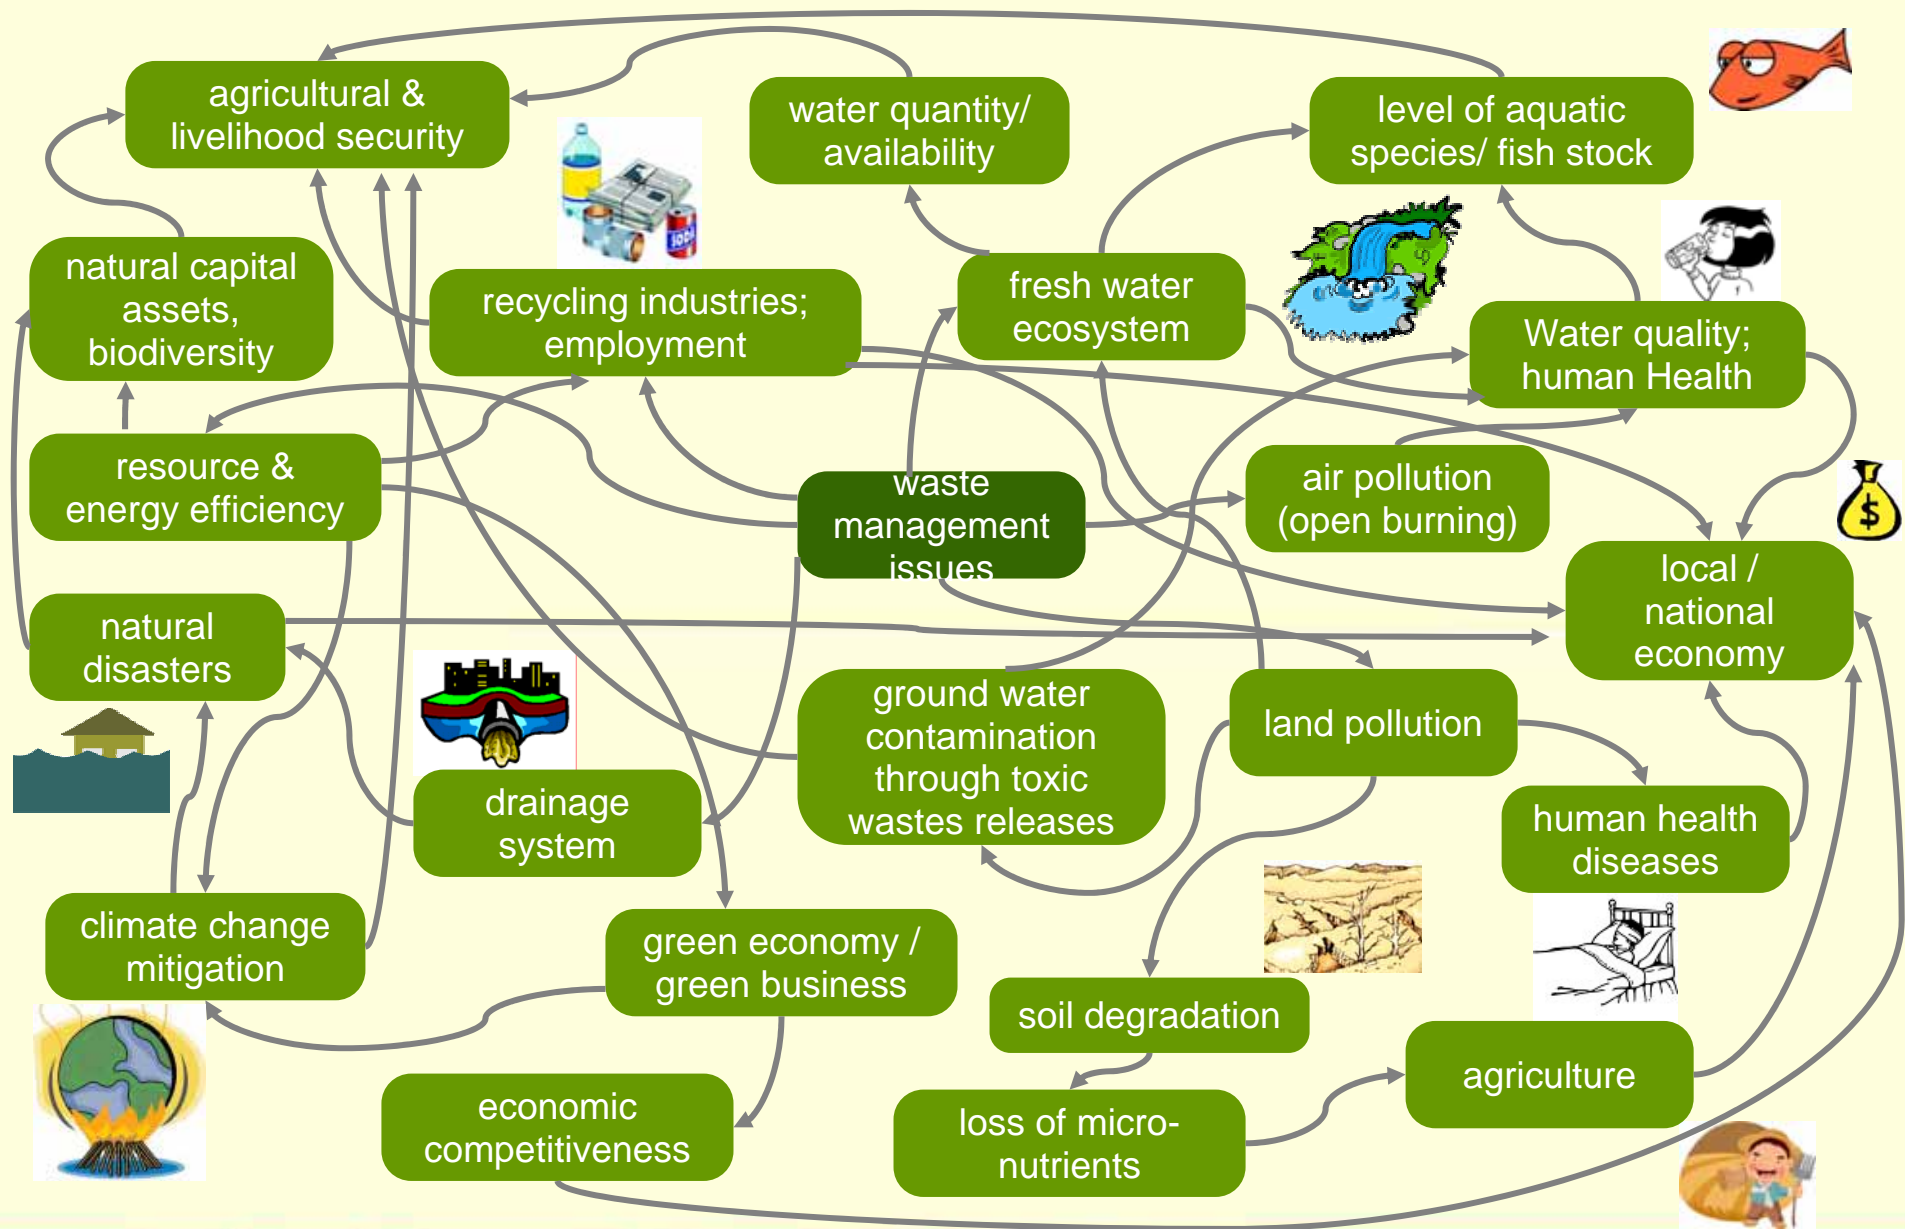 agricultural &
livelihood security
water quantity/
availability
level of aquatic
species/ fish stock
natural capital
assets,
biodiversity
recycling industries;
employment
SODA
fresh water
ecosystem
Water quality;
human Health
resource &
energy efficiency
waste
management
issues
air pollution
(open burning)
$
local /
national
economy
natural
disasters
ground water
contamination
through toxic
wastes releases
land pollution
drainage
system
human health
diseases
climate change
mitigation
green economy /
green business
soil degradation
agriculture
economic
competitiveness
loss of micro-
nutrients